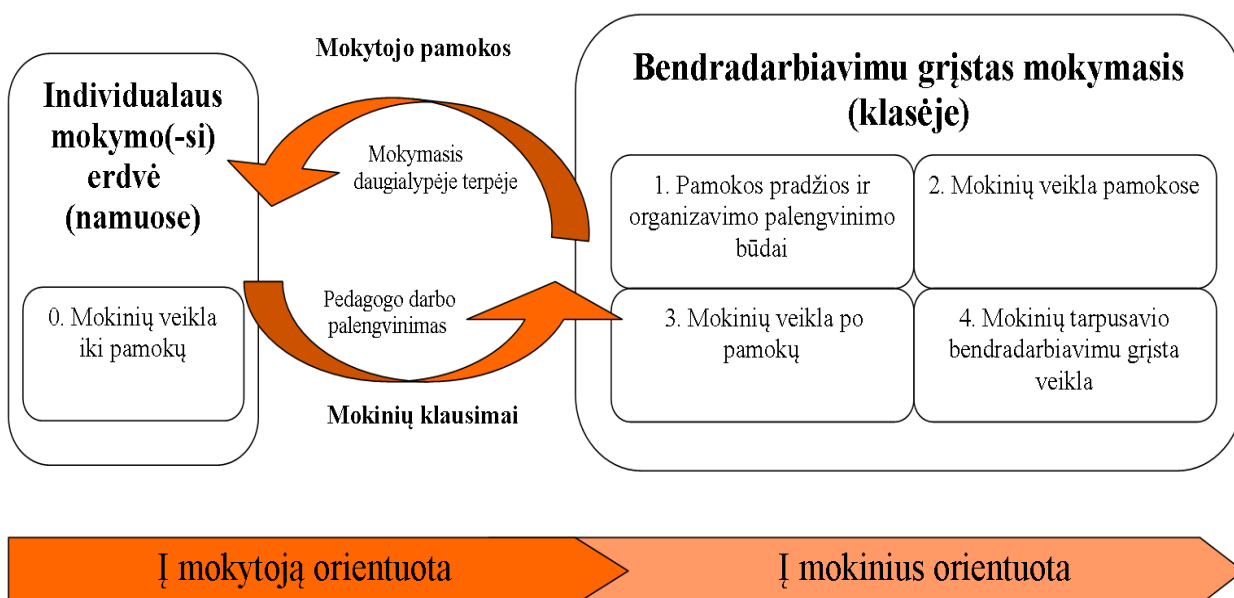 Individualaus
mokymo(-si)
erdvė
(namuose)
0. Mokinių veikla
iki pamokų
Mokytojo pamokos
Mokymasis
daugialypėje terpėje
Pedagogo darbo
palengvinimas
Mokinių klausimai
Bendradarbiavimu grįstas mokymasis
(klasėje)
1. Pamokos pradžios ir
organizavimo palengvinimo
būdai
2. Mokinių veikla pamokose
3. Mokinių veikla po
pamokų
4. Mokinių tarpusavio
bendradarbiavimu grįsta
veikla
Į mokytoją orientuota
Į mokinius orientuota